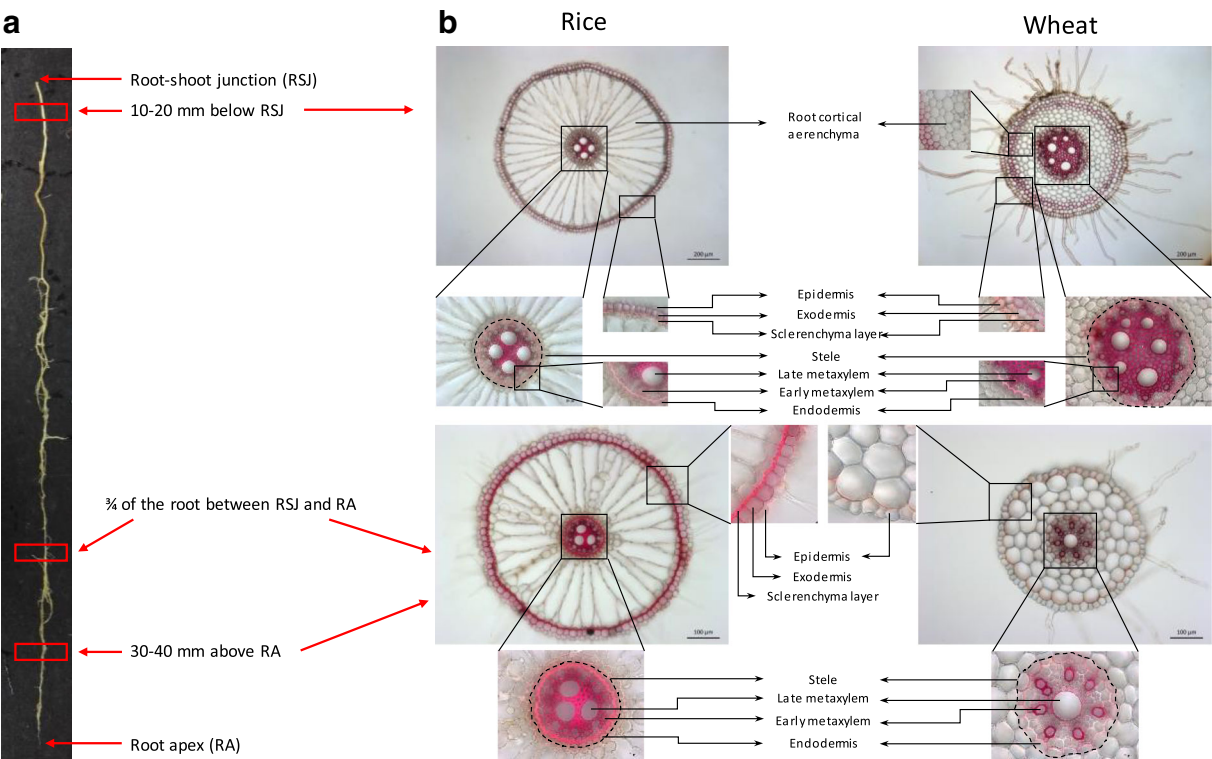 a
b
Rice
Wheat
Root-shoot junction (RSJ)
10-20 mm below RSJ
Root cortical
aerenchyma
200 µm
200 µm
Epidermis
Exodermis
Sclerenchyma layer
Stele
Late metaxylem
Early metaxylem
Endodermis
¾ of the root between RSJ and RA
Epidermis
Exodermis
Sclerenchyma layer
30-40 mm above RA
100 µm
100 µm
Stele
Late metaxylem
Early metaxylem
Endodermis
Root apex (RA)